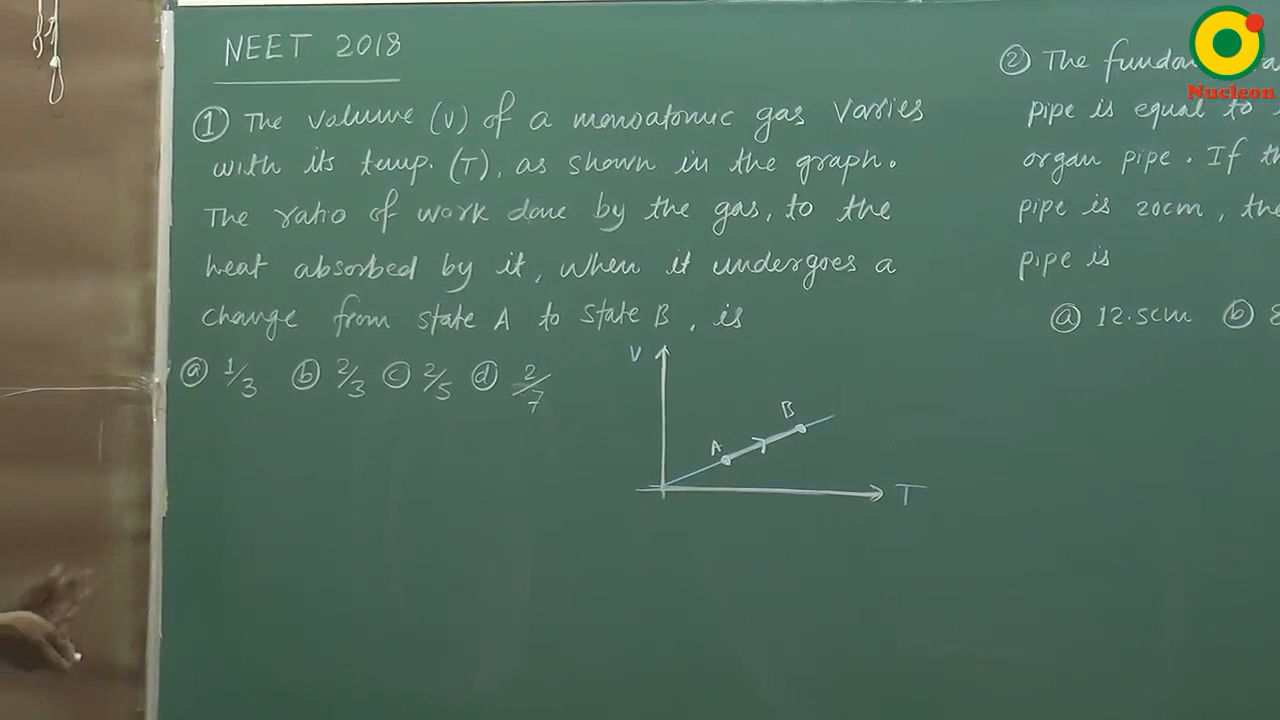 NEET 2018
① The volume (V) of a monoatomic gas varies
with its temp. (T), as shown in the graph.
The ratio of work done by the gas, to the
heat absorbed by it, when it undergoes a
change from state A to state B, is
ⓐ 1/3 ⓑ 2/3 ⓒ 2/5 ⓓ 2/7
V
A
B
T
② The
pipe is equal to
organ pipe. If
pipe is 20cm,
pipe is
ⓐ 12.5cm ⓑ
Nucleon